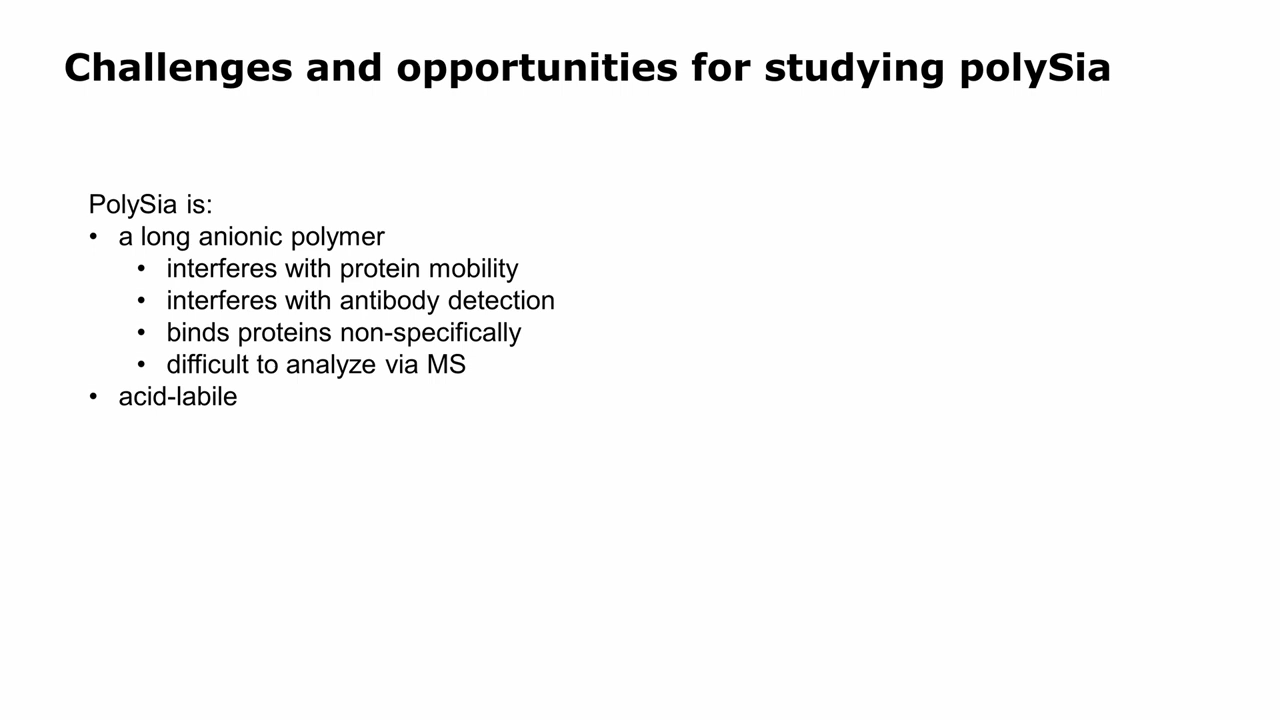 Challenges and opportunities for studying polySia
PolySia is:
• a long anionic polymer
• interferes with protein mobility
• interferes with antibody detection
• binds proteins non-specifically
• difficult to analyze via MS
• acid-labile